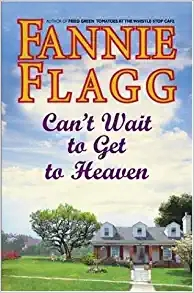 AUTHOR OF FRIED GREEN TOMATOES AT THE WHISTLE STOP CAFE
FANNIE
FLAGG
Can't Wait
to Get
to Heaven